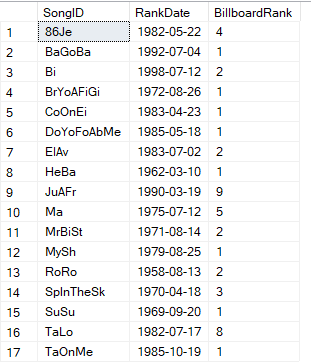 SongID RankDate BillboardRank
1 86Je 1982-05-22 4
2 BaGoBa 1992-07-04 1
3 Bi 1998-07-12 2
4 BrYoAFiGi 1972-08-26 1
5 CoOnEi 1983-04-23 1
6 DoYoFoAbMe 1985-05-18 1
7 ElAv 1983-07-02 2
8 HeBa 1962-03-10 1
9 JuAFr 1990-03-19 9
10 Ma 1975-07-12 5
11 MrBiSt 1971-08-14 2
12 MySh 1979-08-25 1
13 RoRo 1958-08-13 2
14 SpInTheSk 1970-04-18 3
15 SuSu 1969-09-20 1
16 TaLo 1982-07-17 8
17 TaOnMe 1985-10-19 1